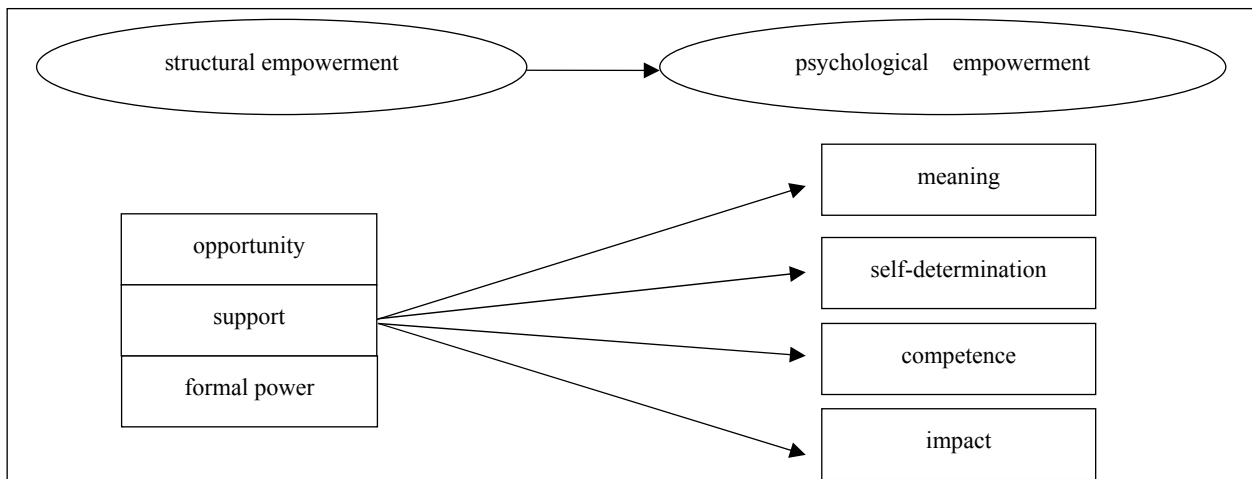 structural empowerment
psychological empowerment
meaning
opportunity
self-determination
support
competence
formal power
impact